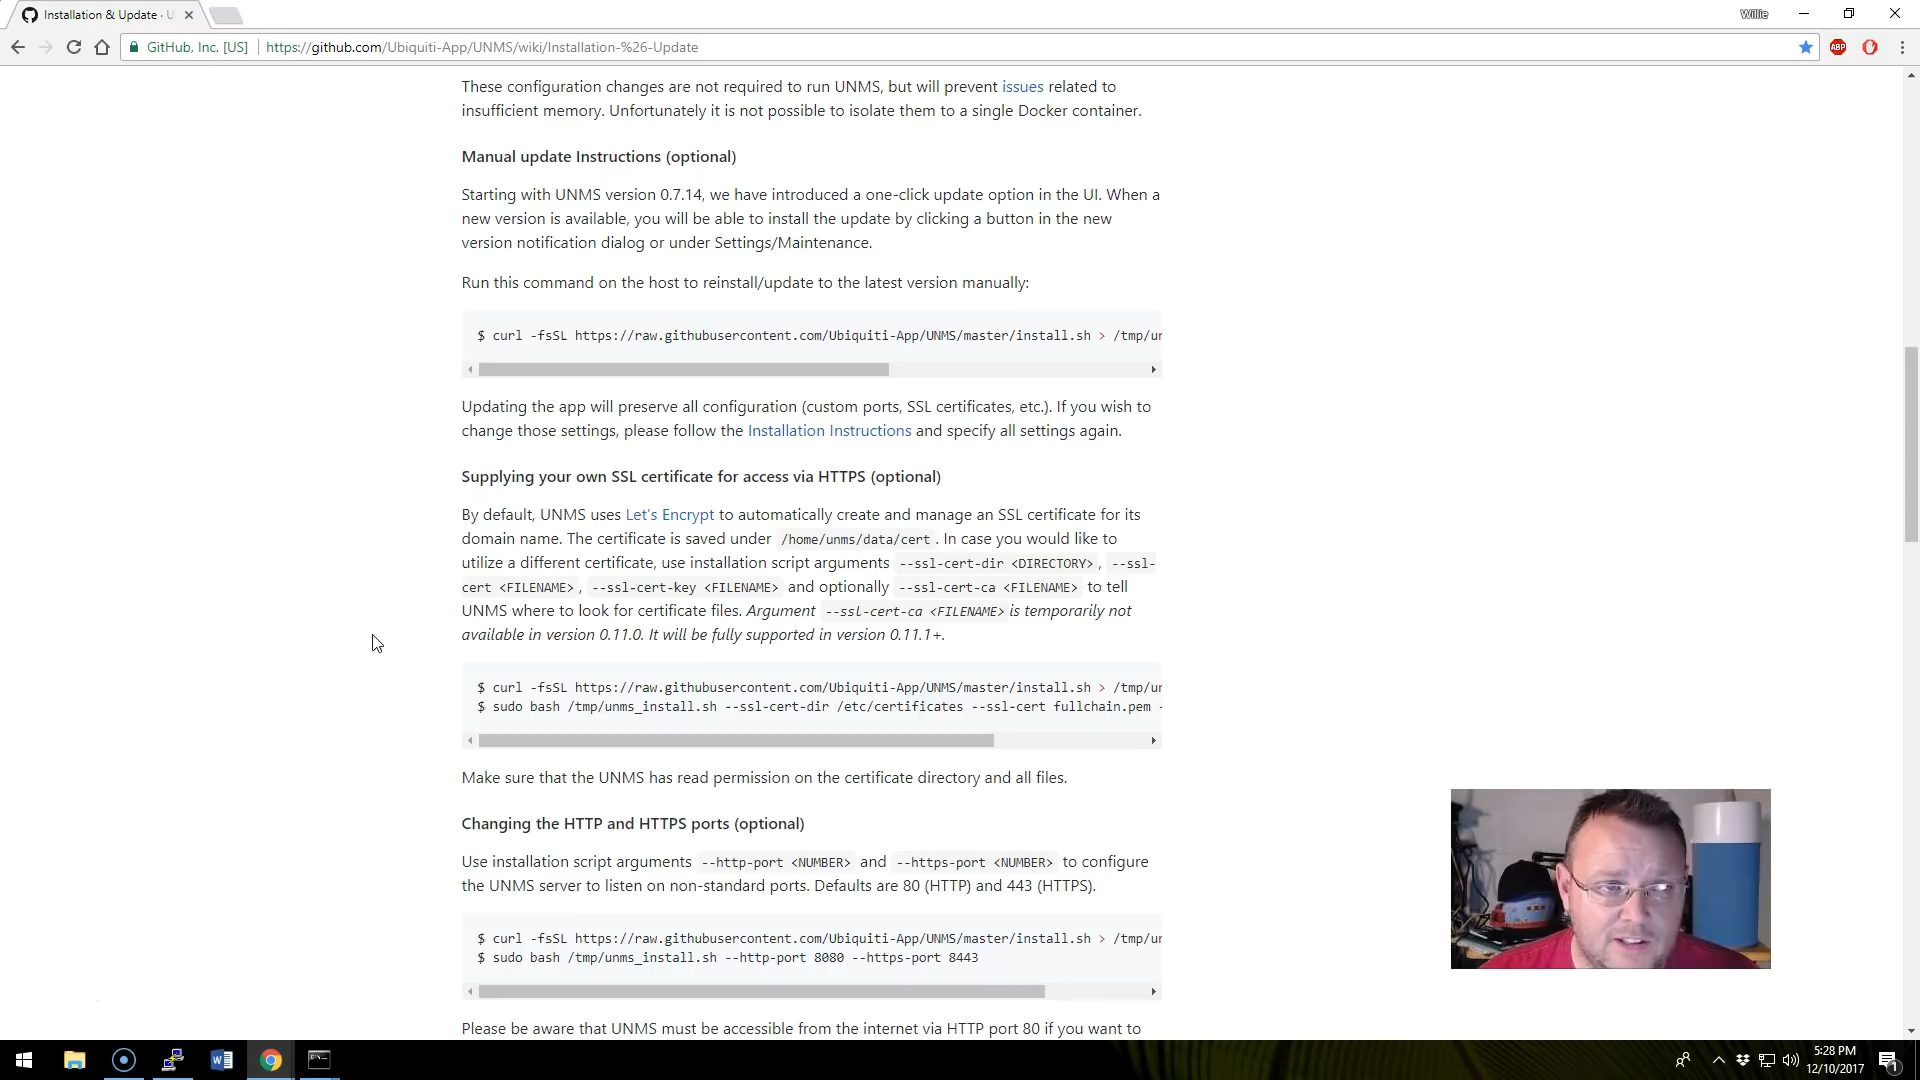 Installation & Update · U
Willie
GitHub, Inc. [US]
https://github.com/Ubiquiti-App/UNMS/wiki/Installation-%26-Update
ABP
These configuration changes are not required to run UNMS, but will prevent issues related to
insufficient memory. Unfortunately it is not possible to isolate them to a single Docker container.
Manual update Instructions (optional)
Starting with UNMS version 0.7.14, we have introduced a one-click update option in the UI. When a
new version is available, you will be able to install the update by clicking a button in the new
version notification dialog or under Settings/Maintenance.
Run this command on the host to reinstall/update to the latest version manually:
$ curl -fsSL https://raw.githubusercontent.com/Ubiquiti-App/UNMS/master/install.sh > /tmp/un
Updating the app will preserve all configuration (custom ports, SSL certificates, etc.). If you wish to
change those settings, please follow the Installation Instructions and specify all settings again.
Supplying your own SSL certificate for access via HTTPS (optional)
By default, UNMS uses Let's Encrypt to automatically create and manage an SSL certificate for its
domain name. The certificate is saved under /home/unms/data/cert . In case you would like to
utilize a different certificate, use installation script arguments --ssl-cert-dir <DIRECTORY> , --ssl-
cert <FILENAME> , --ssl-cert-key <FILENAME> and optionally --ssl-cert-ca <FILENAME> to tell
UNMS where to look for certificate files. Argument --ssl-cert-ca <FILENAME> is temporarily not
available in version 0.11.0. It will be fully supported in version 0.11.1+.
$ curl -fsSL https://raw.githubusercontent.com/Ubiquiti-App/UNMS/master/install.sh > /tmp/un
$ sudo bash /tmp/unms_install.sh --ssl-cert-dir /etc/certificates --ssl-cert fullchain.pem -
Make sure that the UNMS has read permission on the certificate directory and all files.
Changing the HTTP and HTTPS ports (optional)
Use installation script arguments --http-port <NUMBER> and --https-port <NUMBER> to configure
the UNMS server to listen on non-standard ports. Defaults are 80 (HTTP) and 443 (HTTPS).
$ curl -fsSL https://raw.githubusercontent.com/Ubiquiti-App/UNMS/master/install.sh > /tmp/un
$ sudo bash /tmp/unms_install.sh --http-port 8080 --https-port 8443
Please be aware that UNMS must be accessible from the internet via HTTP port 80 if you want to
5:28 PM
12/10/2017
1